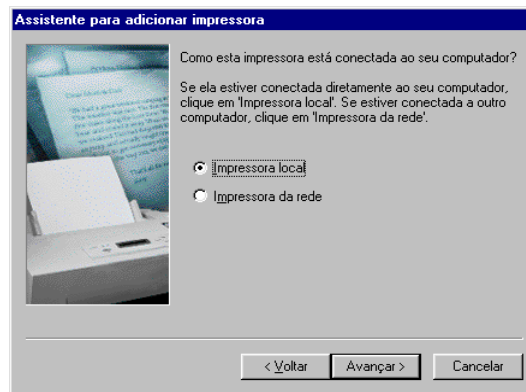 Assistente para adicionar impressora
Como esta impressora está conectada ao seu computador?
Se ela estiver conectada diretamente ao seu computador,
clique em 'Impressora local'. Se estiver conectada a outro
computador, clique em 'Impressora da rede'.
Impressora local
Impressora da rede
< Voltar
Avançar >
Cancelar